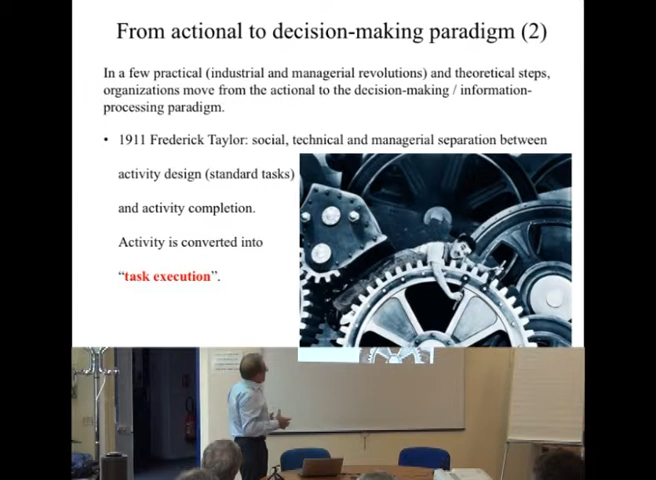 From actional to decision-making paradigm (2)
In a few practical (industrial and managerial revolutions) and theoretical steps,
organizations move from the actional to the decision-making / information-
processing paradigm.
• 1911 Frederick Taylor: social, technical and managerial separation between
activity design (standard tasks)
and activity completion.
Activity is converted into
“task execution”.